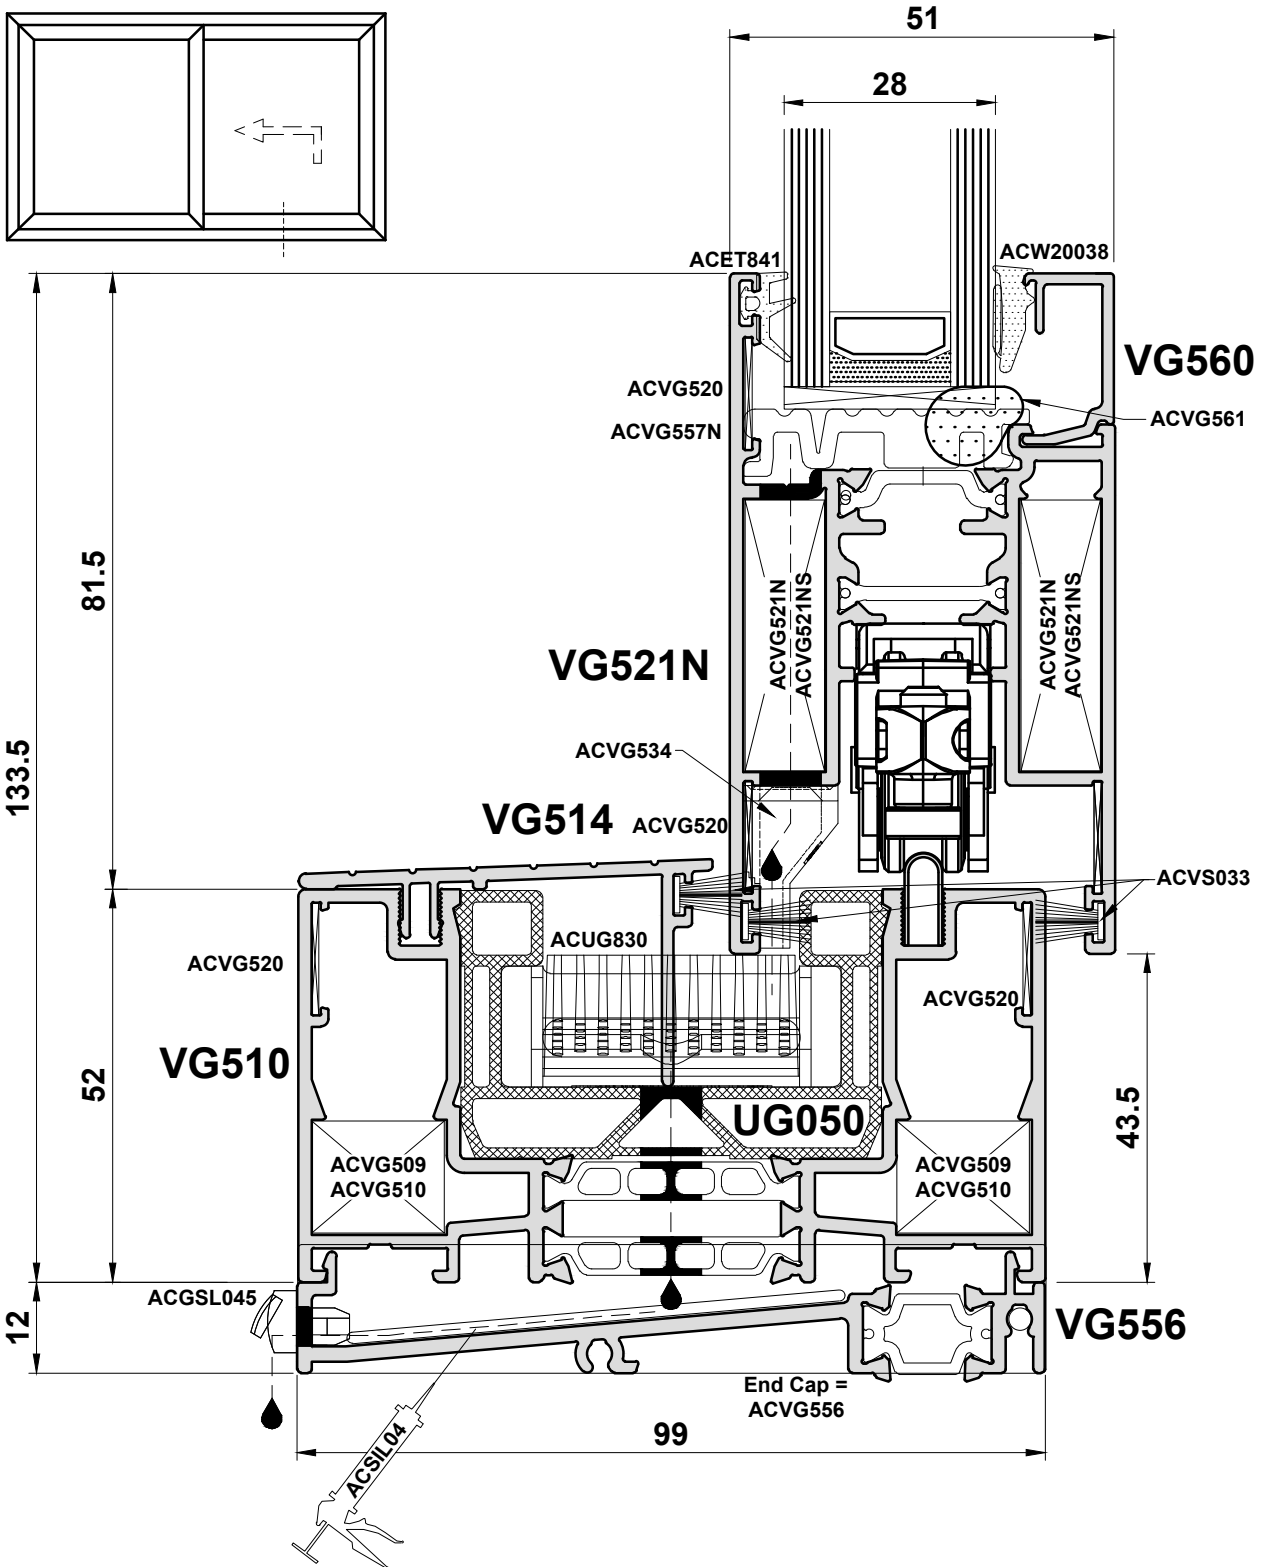 51
28
ACET841
ACW20038
VG560
ACVG520
ACVG561
ACVG557N
81.5
ACVG521N
ACVG521NS
ACVG521N
ACVG521NS
VG521N
133.5
ACVG534
VG514
ACVG520
ACVS033
ACUG830
ACVG520
ACVG520
VG510
52
UG050
43.5
ACVG509
ACVG510
ACVG509
ACVG510
ACGSL045
12
VG556
End Cap =
ACVG556
99
ACSIL04